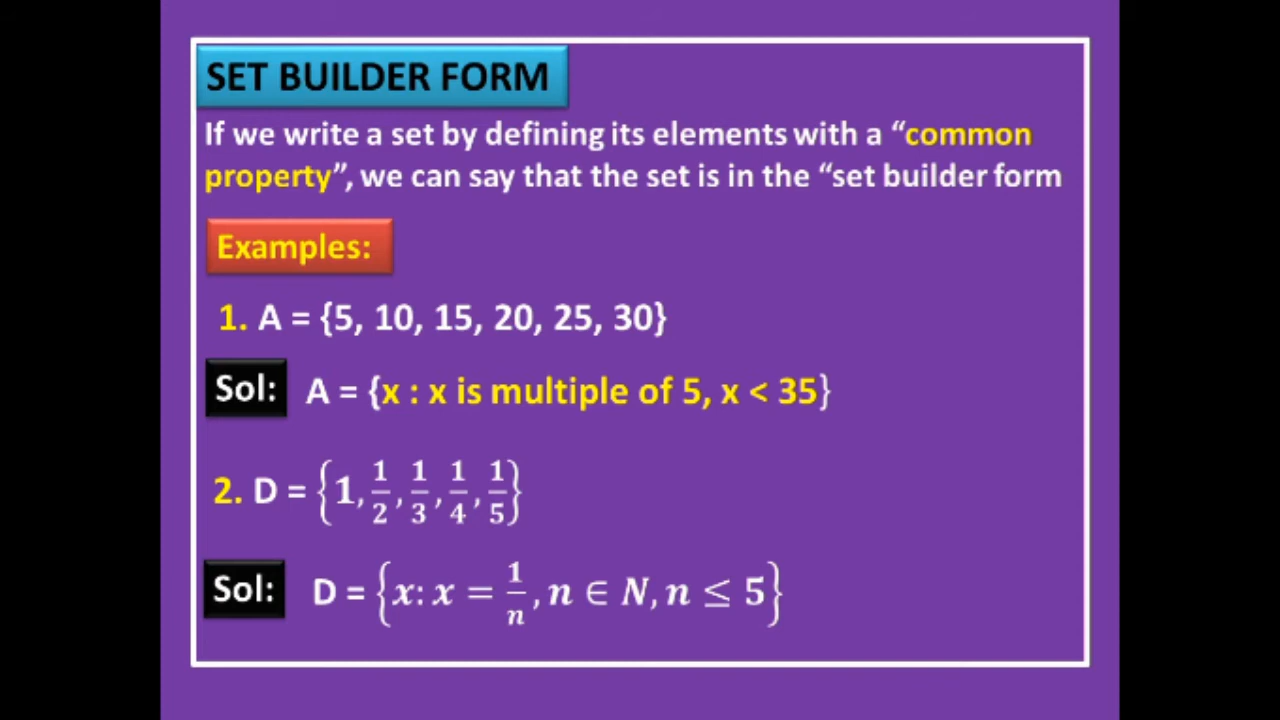 SET BUILDER FORM
If we write a set by defining its elements with a “common
property”, we can say that the set is in the “set builder form
Examples:
1. A = {5, 10, 15, 20, 25, 30}
Sol: A = {x : x is multiple of 5, x < 35}
2. D = {1, 1/2, 1/3, 1/4, 1/5}
Sol: D = {x: x = 1/n, n ∈ N, n ≤ 5}